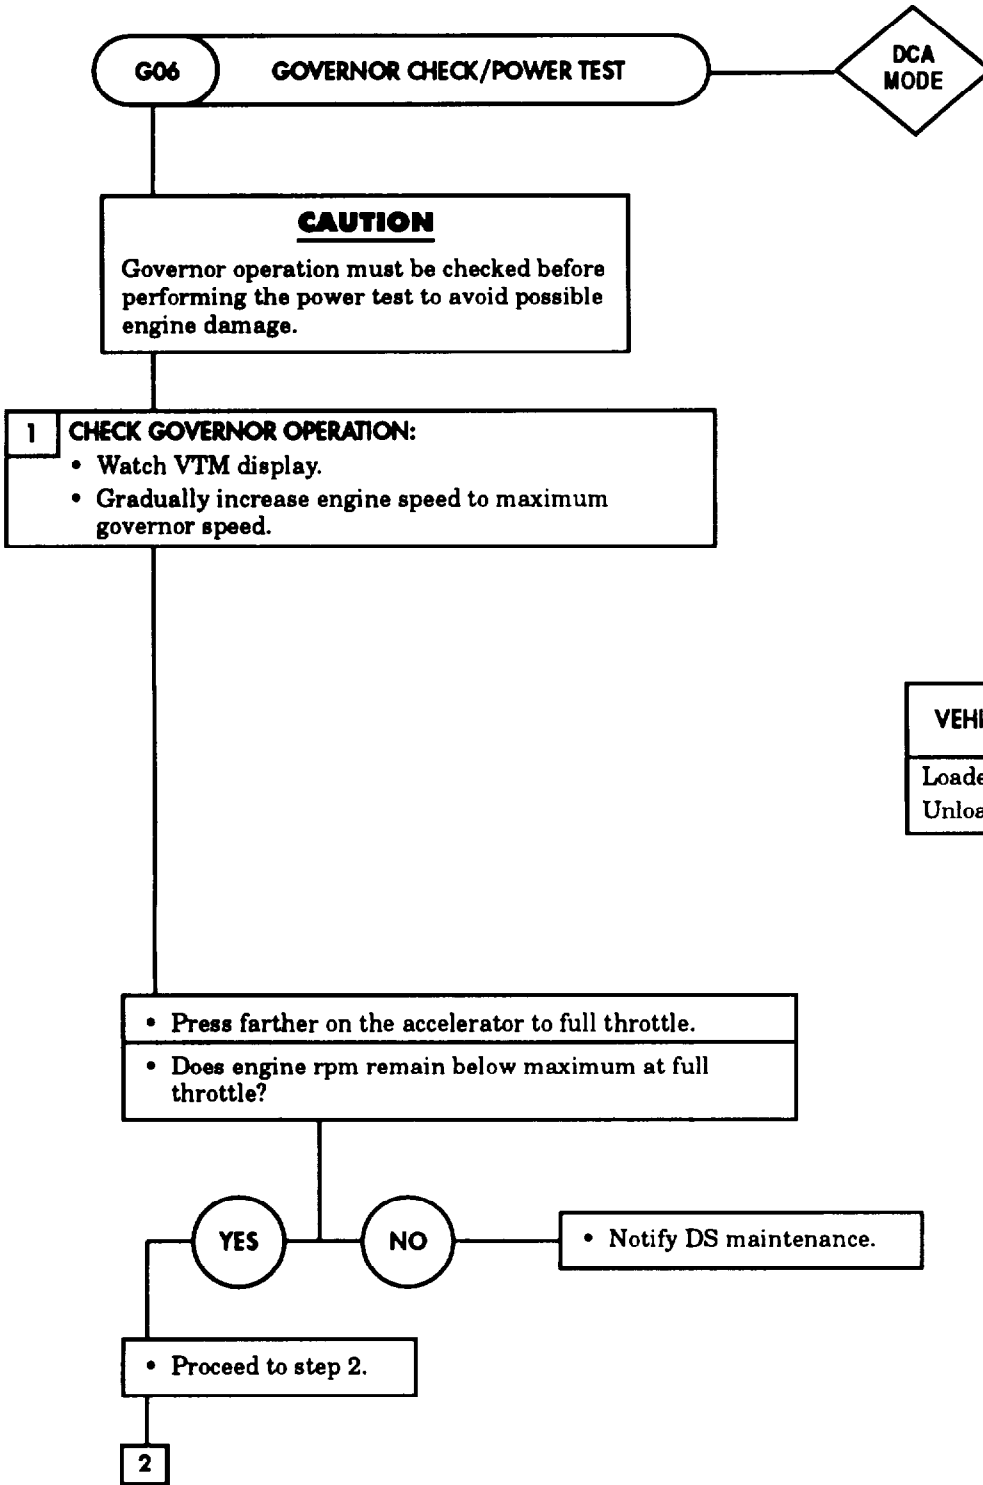 G06 GOVERNOR CHECK/POWER TEST
DCA
MODE
CAUTION
Governor operation must be checked before
performing the power test to avoid possible
engine damage.
1 CHECK GOVERNOR OPERATION:
• Watch VTM display.
• Gradually increase engine speed to maximum
governor speed.
• Press farther on the accelerator to full throttle.
• Does engine rpm remain below maximum at full
throttle?
YES
NO
• Notify DS maintenance.
• Proceed to step 2.
2